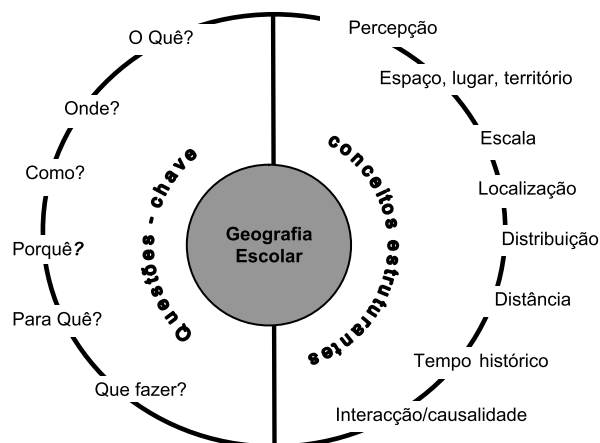 O Quê?
Onde?
Como?
Porquê?
Para Quê?
Que fazer?
Questões - chave
Geografia
Escolar
conceitos estruturantes
Percepção
Espaço, lugar, território
Escala
Localização
Distribuição
Distância
Tempo histórico
Interacção/causalidade